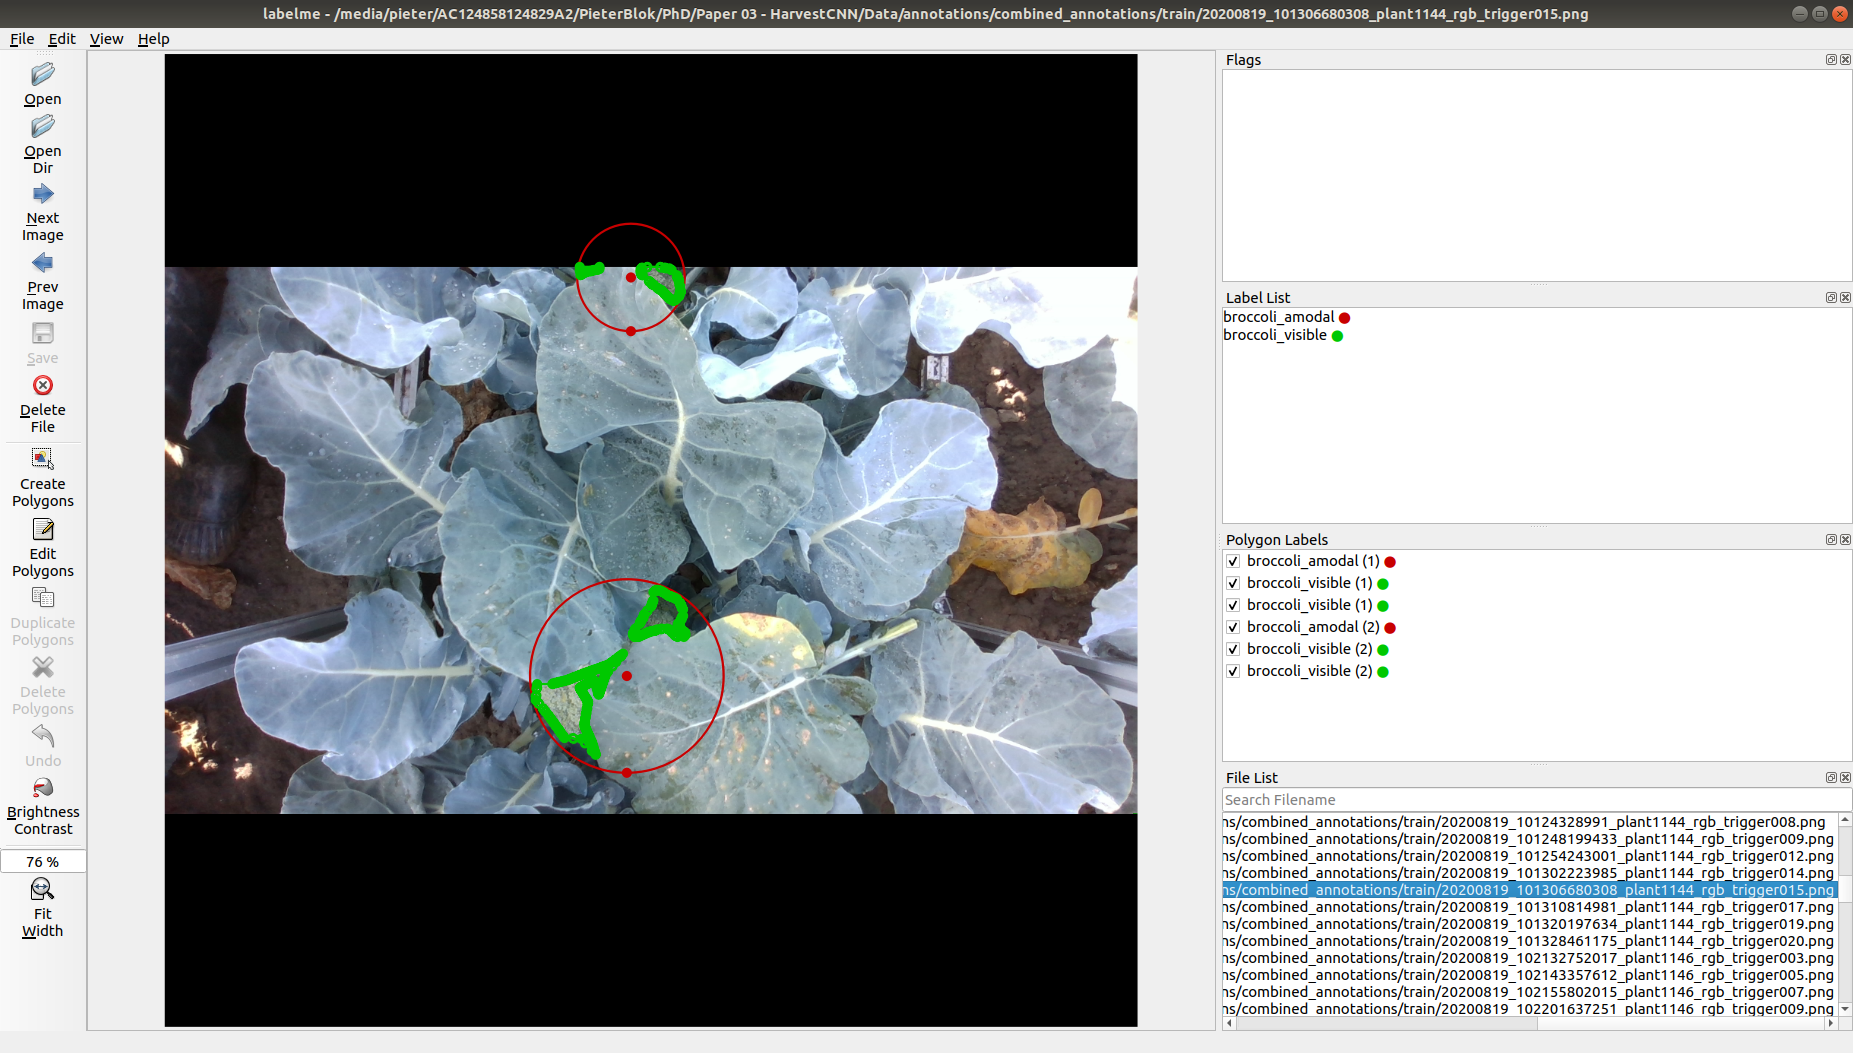 labelme - /media/pieter/AC124858124829A2/PieterBlok/PhD/Paper 03 - HarvestCNN/Data/annotations/combined_annotations/train/20200819_101306680308_plant1144_rgb_trigger015.png
File Edit View Help
Open
Open
Dir
Next
Image
Prev
Image
Save
Delete
File
Create
Polygons
Edit
Polygons
Duplicate
Polygons
Delete
Polygons
Undo
Brightness
Contrast
76 %
Fit
Width
Flags
Label List
broccoli_amodal
broccoli_visible
Polygon Labels
broccoli_amodal (1)
broccoli_visible (1)
broccoli_visible (1)
broccoli_amodal (2)
broccoli_visible (2)
broccoli_visible (2)
File List
Search Filename
ns/combined_annotations/train/20200819_10124328991_plant1144_rgb_trigger008.png
ns/combined_annotations/train/20200819_101248199433_plant1144_rgb_trigger009.png
ns/combined_annotations/train/20200819_101254243001_plant1144_rgb_trigger012.png
ns/combined_annotations/train/20200819_101302223985_plant1144_rgb_trigger014.png
ns/combined_annotations/train/20200819_101306680308_plant1144_rgb_trigger015.png
ns/combined_annotations/train/20200819_101310814981_plant1144_rgb_trigger017.png
ns/combined_annotations/train/20200819_101320197634_plant1144_rgb_trigger019.png
ns/combined_annotations/train/20200819_101328461175_plant1144_rgb_trigger020.png
ns/combined_annotations/train/20200819_102132752017_plant1146_rgb_trigger003.png
ns/combined_annotations/train/20200819_102143357612_plant1146_rgb_trigger005.png
ns/combined_annotations/train/20200819_102155802015_plant1146_rgb_trigger007.png
ns/combined_annotations/train/20200819_102201637251_plant1146_rgb_trigger009.png